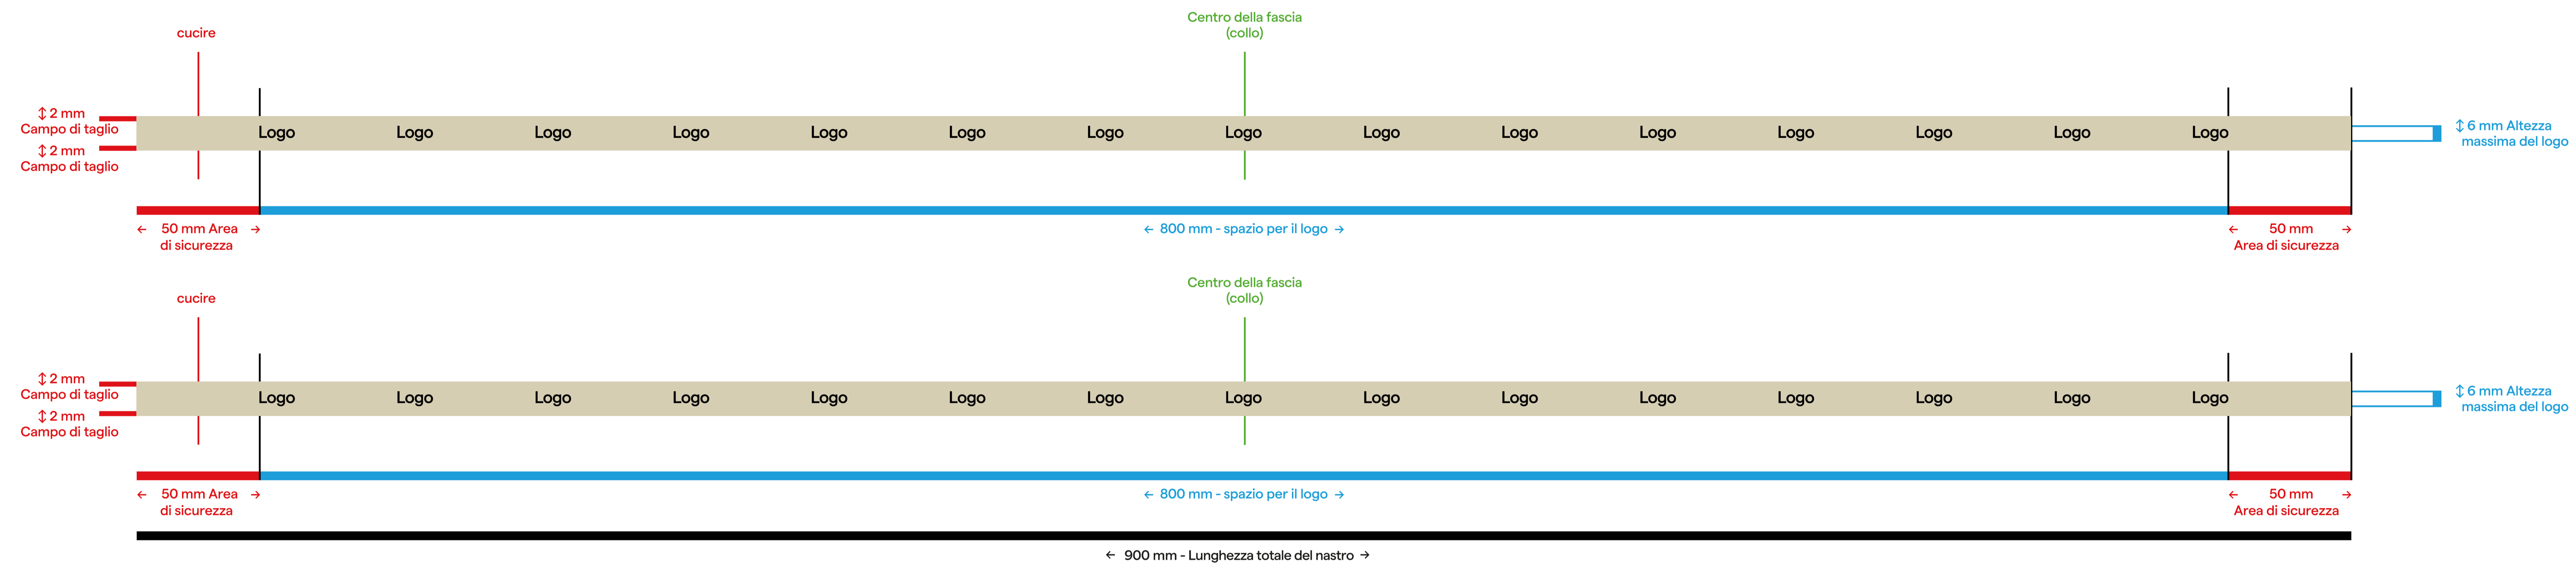 Centro della fascia
(collo)
cucire
↕ 2 mm
Campo di taglio
Logo Logo Logo Logo Logo Logo Logo Logo Logo Logo Logo Logo Logo Logo Logo
↕ 6 mm Altezza
massima del logo
↕ 2 mm
Campo di taglio
← 50 mm Area →
di sicurezza
← 800 mm - spazio per il logo →
← 50 mm →
Area di sicurezza
Centro della fascia
(collo)
cucire
↕ 2 mm
Campo di taglio
Logo Logo Logo Logo Logo Logo Logo Logo Logo Logo Logo Logo Logo Logo Logo
↕ 6 mm Altezza
massima del logo
↕ 2 mm
Campo di taglio
← 50 mm Area →
di sicurezza
← 800 mm - spazio per il logo →
← 50 mm →
Area di sicurezza
← 900 mm - Lunghezza totale del nastro →